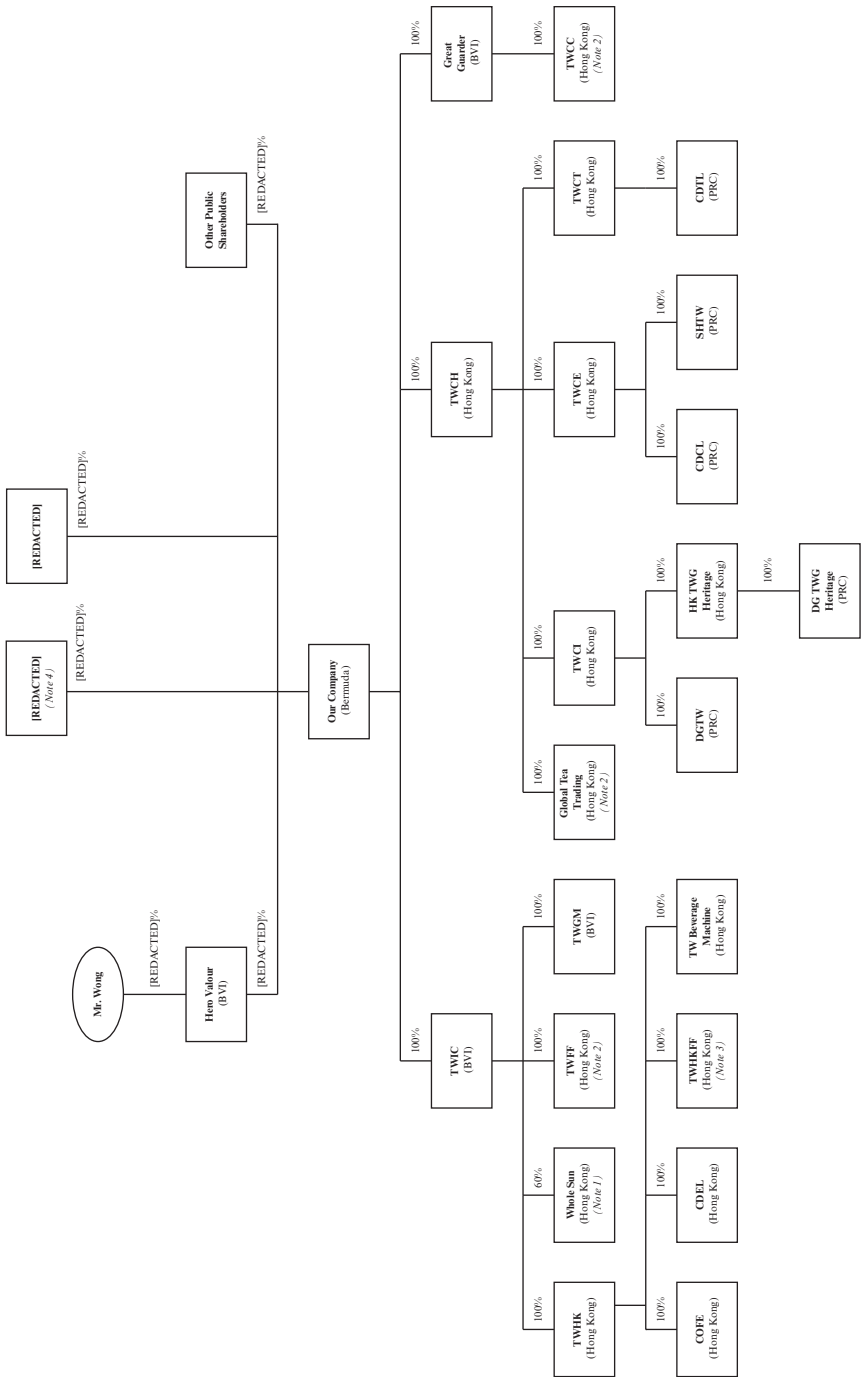 Mr. Wong
[REDACTED]%
Hero Valour
(BVI)
[REDACTED]%
[REDACTED]
(Note 4)
[REDACTED]%
[REDACTED]
[REDACTED]%
Other Public
Shareholders
[REDACTED]%
Our Company
(Bermuda)
100%
TWIC
(BVI)
100%
TWCH
(Hong Kong)
100%
Great
Guarder
(BVI)
100%
TWHK
(Hong Kong)
60%
Whole Sun
(Hong Kong)
(Note 1)
100%
TWFF
(Hong Kong)
(Note 2)
100%
TWGM
(BVI)
100%
Global Tea
Trading
(Hong Kong)
(Note 2)
100%
TWCI
(Hong Kong)
100%
TWCE
(Hong Kong)
100%
TWCT
(Hong Kong)
100%
TWCC
(Hong Kong)
(Note 2)
100%
COFE
(Hong Kong)
100%
CDEL
(Hong Kong)
100%
TWHKFF
(Hong Kong)
(Note 3)
100%
TW Beverage
Machine
(Hong Kong)
100%
DGTW
(PRC)
100%
HK TWG
Heritage
(Hong Kong)
100%
CDCL
(PRC)
100%
SHTW
(PRC)
100%
CDTL
(PRC)
100%
DG TWG
Heritage
(PRC)